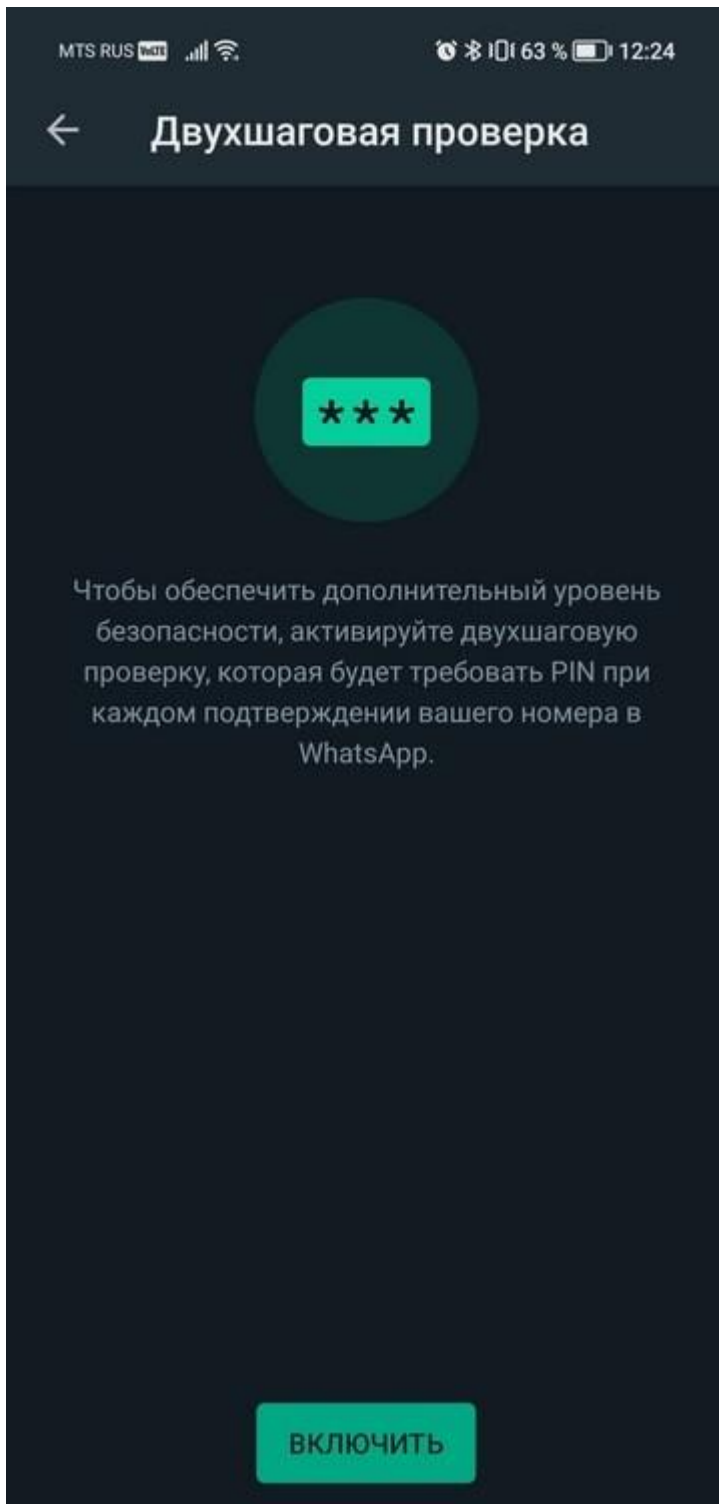 MTS RUS VoLTE 63 % 12:24
Двухшаговая проверка
***
Чтобы обеспечить дополнительный уровень
безопасности, активируйте двухшаговую
проверку, которая будет требовать PIN при
каждом подтверждении вашего номера в
WhatsApp.
ВКЛЮЧИТЬ